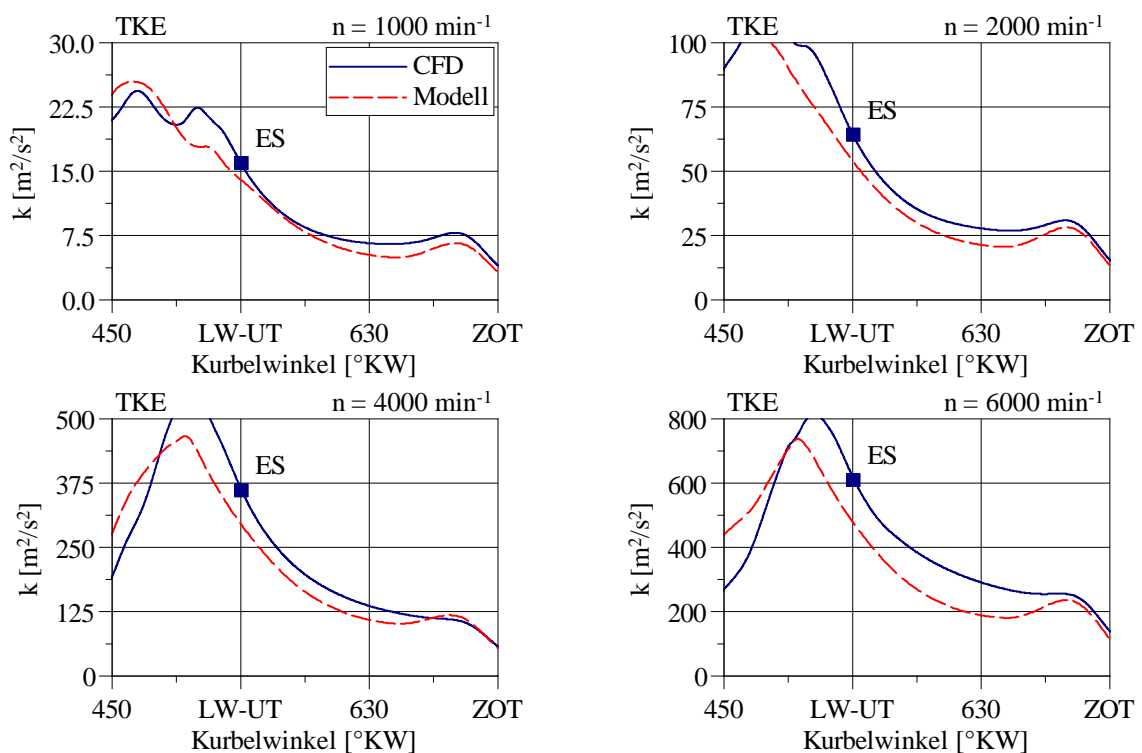 TKE n = 1000 min-1
30.0
22.5
15.0
7.5
0.0
k [m2/s2]
CFD
Modell
ES
450 LW-UT 630 ZOT
Kurbelwinkel [°KW]
TKE n = 2000 min-1
100
75
50
25
0
k [m2/s2]
ES
450 LW-UT 630 ZOT
Kurbelwinkel [°KW]
TKE n = 4000 min-1
500
375
250
125
0
k [m2/s2]
ES
450 LW-UT 630 ZOT
Kurbelwinkel [°KW]
TKE n = 6000 min-1
800
600
400
200
0
k [m2/s2]
ES
450 LW-UT 630 ZOT
Kurbelwinkel [°KW]